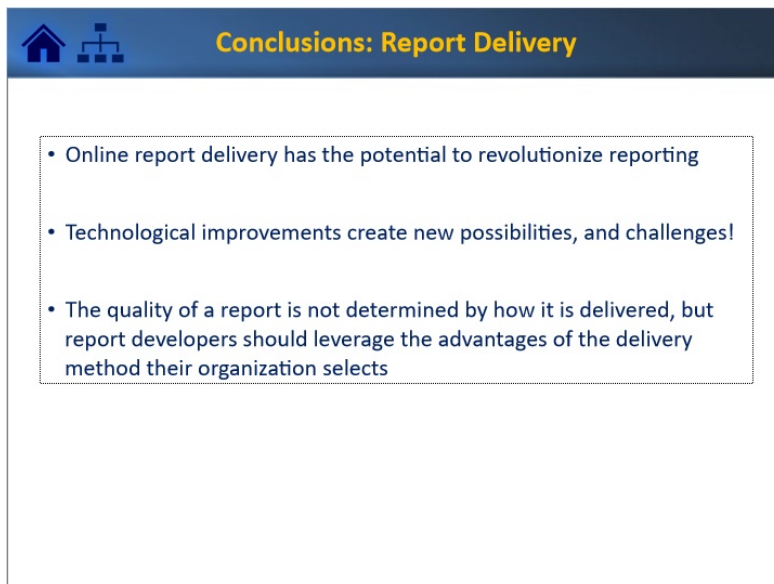 Conclusions: Report Delivery
• Online report delivery has the potential to revolutionize reporting
• Technological improvements create new possibilities, and challenges!
• The quality of a report is not determined by how it is delivered, but
report developers should leverage the advantages of the delivery
method their organization selects